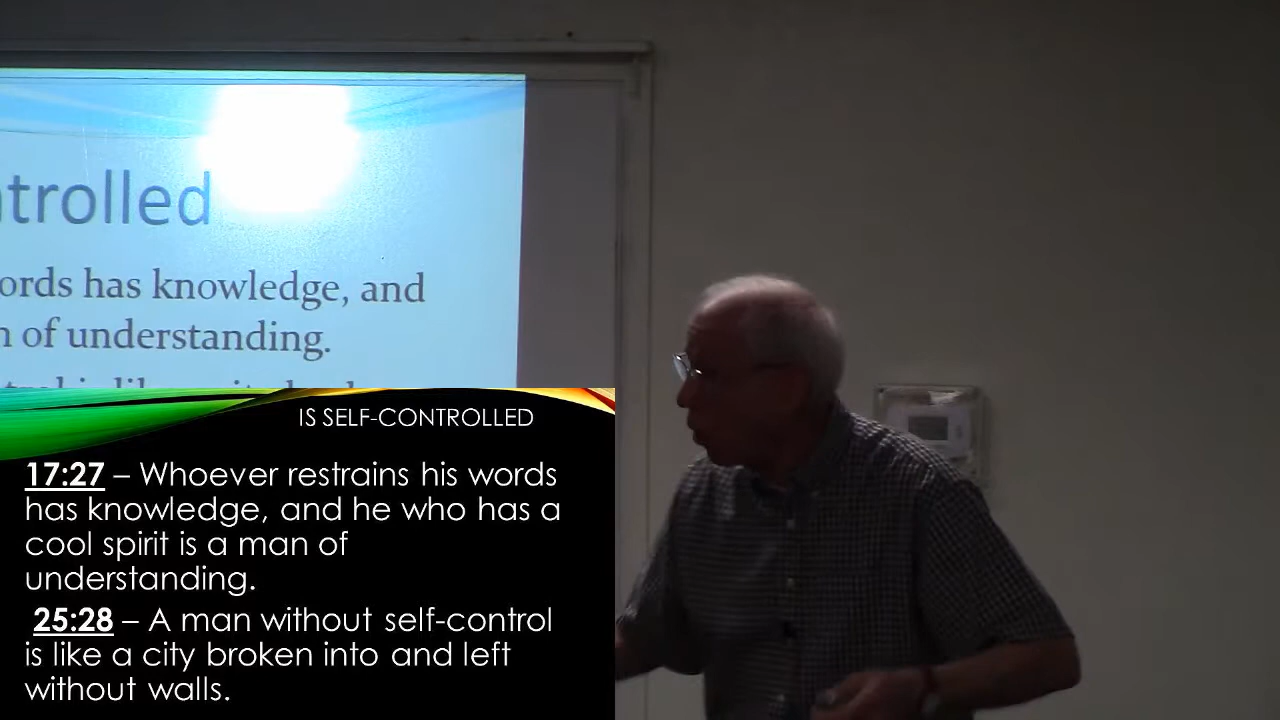 ntrolled
ords has knowledge, and
n of understanding.
IS SELF-CONTROLLED
17:27 – Whoever restrains his words
has knowledge, and he who has a
cool spirit is a man of
understanding.
25:28 – A man without self-control
is like a city broken into and left
without walls.